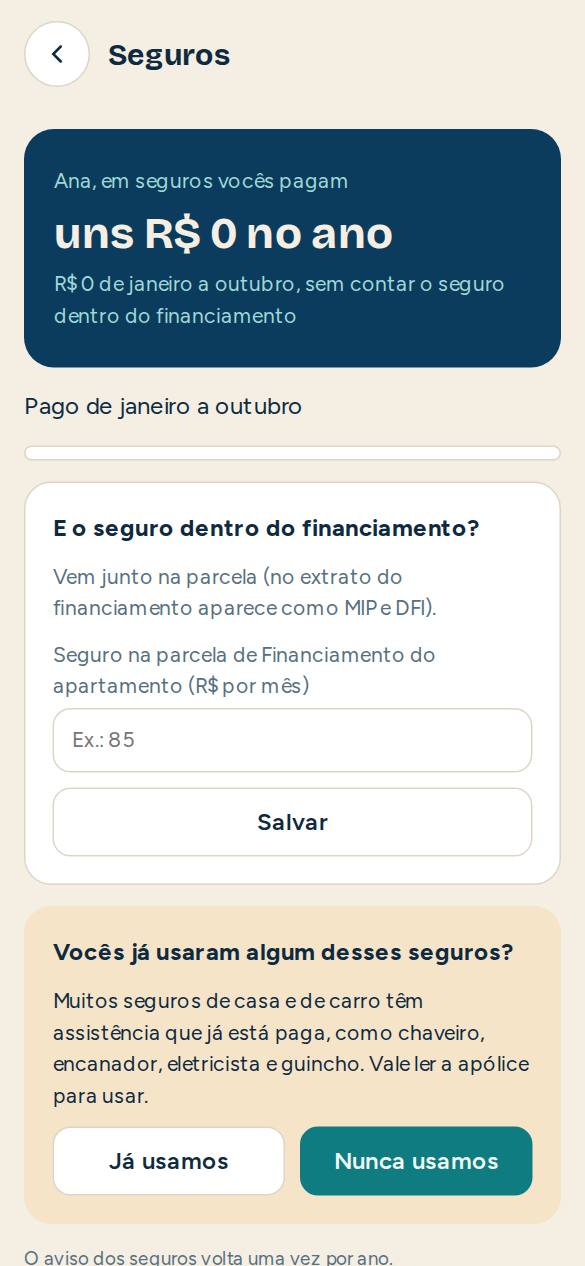 Seguros
Ana, em seguros vocês pagam
uns R$ 0 no ano
R$ 0 de janeiro a outubro, sem contar o seguro
dentro do financiamento
Pago de janeiro a outubro
E o seguro dentro do financiamento?
Vem junto na parcela (no extrato do
financiamento aparece como MIP e DFI).
Seguro na parcela de Financiamento do
apartamento (R$ por mês)
Ex.: 85
Salvar
Vocês já usaram algum desses seguros?
Muitos seguros de casa e de carro têm
assistência que já está paga, como chaveiro,
encanador, eletricista e guincho. Vale ler a apólice
para usar.
Já usamos
Nunca usamos
O aviso dos seguros volta uma vez por ano.